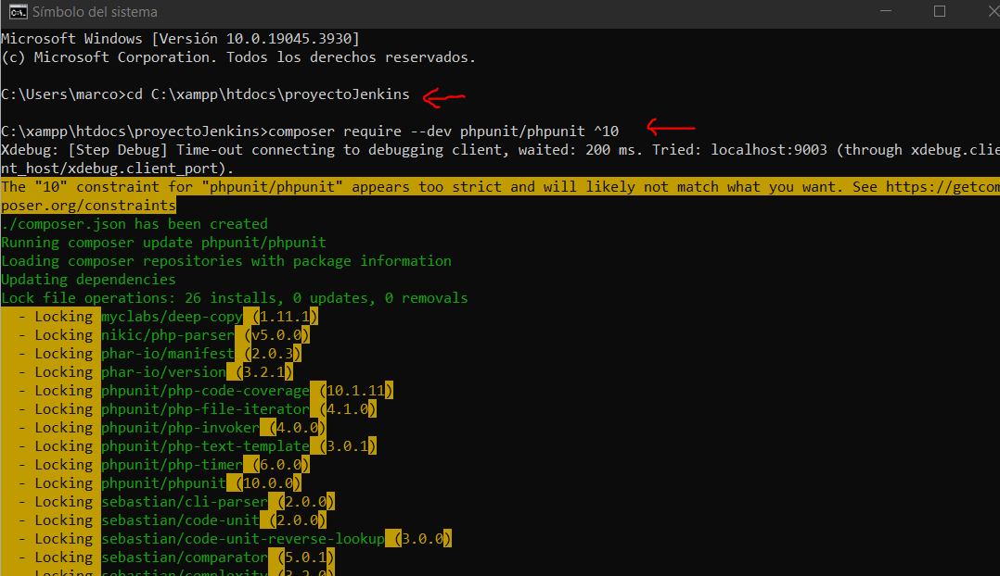 Símbolo del sistema
Microsoft Windows [Versión 10.0.19045.3930]
(c) Microsoft Corporation. Todos los derechos reservados.
C:\Users\marco>cd C:\xampp\htdocs\proyectoJenkins
C:\xampp\htdocs\proyectoJenkins>composer require --dev phpunit/phpunit ^10
Xdebug: [Step Debug] Time-out connecting to debugging client, waited: 200 ms. Tried: localhost:9003 (through xdebug.clie
nt_host/xdebug.client_port).
The "10" constraint for "phpunit/phpunit" appears too strict and will likely not match what you want. See https://getcom
poser.org/constraints
./composer.json has been created
Running composer update phpunit/phpunit
Loading composer repositories with package information
Updating dependencies
Lock file operations: 26 installs, 0 updates, 0 removals
- Locking myclabs/deep-copy (1.11.1)
- Locking nikic/php-parser (v5.0.0)
- Locking phar-io/manifest (2.0.3)
- Locking phar-io/version (3.2.1)
- Locking phpunit/php-code-coverage (10.1.11)
- Locking phpunit/php-file-iterator (4.1.0)
- Locking phpunit/php-invoker (4.0.0)
- Locking phpunit/php-text-template (3.0.1)
- Locking phpunit/php-timer (6.0.0)
- Locking phpunit/phpunit (10.0.0)
- Locking sebastian/cli-parser (2.0.0)
- Locking sebastian/code-unit (2.0.0)
- Locking sebastian/code-unit-reverse-lookup (3.0.0)
- Locking sebastian/comparator (5.0.1)
- Locking sebastian/complexity (3.2.0)